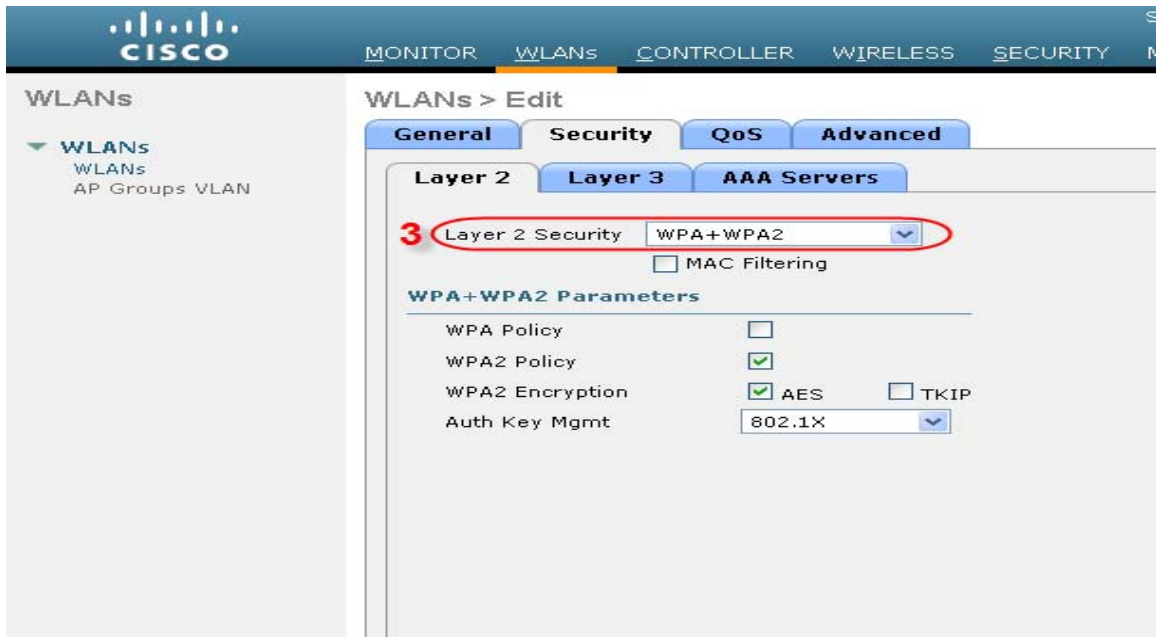 CISCO
MONITOR WLANs CONTROLLER WIRELESS SECURITY
WLANs
WLANs
WLANs
AP Groups VLAN
WLANs > Edit
General Security QoS Advanced
Layer 2 Layer 3 AAA Servers
3 Layer 2 Security WPA+WPA2
MAC Filtering
WPA+WPA2 Parameters
WPA Policy
WPA2 Policy
WPA2 Encryption AES TKIP
Auth Key Mgmt 802.1X